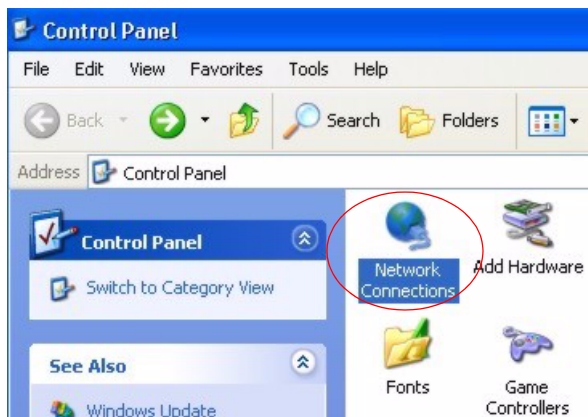 Control Panel
File Edit View Favorites Tools Help
Back Search Folders
Address Control Panel
Control Panel
Switch to Category View
See Also
Windows Update
Network Connections
Add Hardware
Fonts
Game Controllers